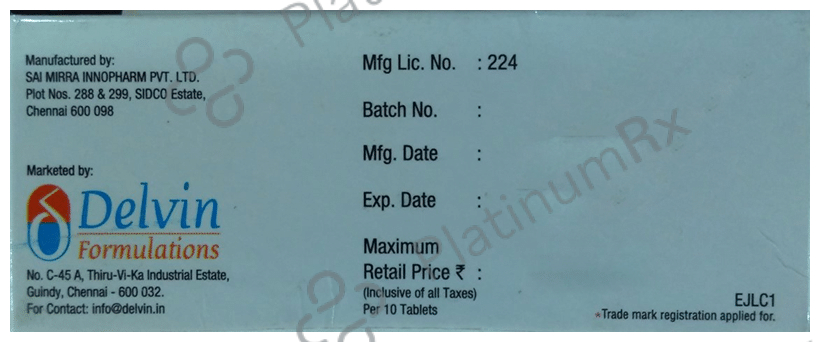 Manufactured by:
SAI MIRRA INNOPHARM PVT. LTD.
Plot Nos. 288 & 299, SIDCO Estate,
Chennai 600 098
Marketed by:
Delvin
Formulations
No. C-45 A, Thiru-Vi-Ka Industrial Estate,
Guindy, Chennai - 600 032.
For Contact: info@delvin.in
Mfg Lic. No. : 224
Batch No. :
Mfg. Date :
Exp. Date :
Maximum
Retail Price ₹ :
(Inclusive of all Taxes)
Per 10 Tablets
EJLC1
*Trade mark registration applied for.
PlatinumRx